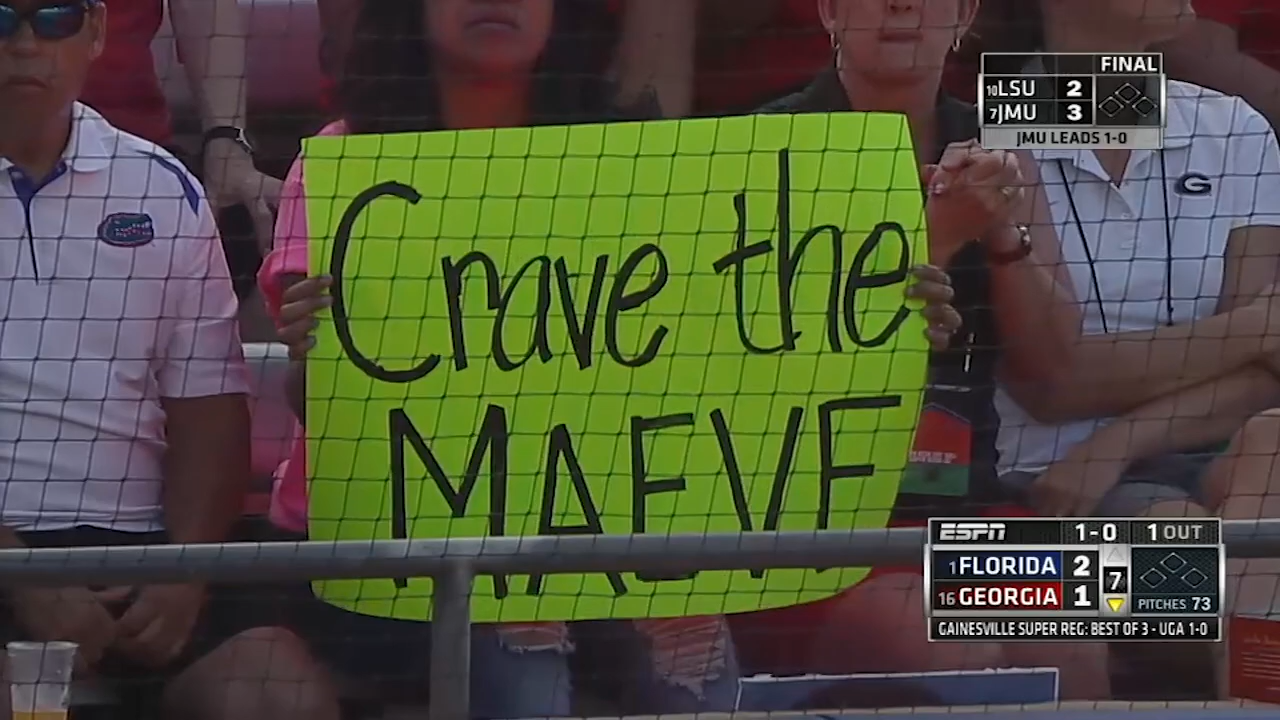 FINAL
10 LSU 2
7 JMU 3
JMU LEADS 1-0
G
Crave the
MAEVE
ESPN 1-0 1 OUT
1 FLORIDA 2
16 GEORGIA 1
7
PITCHES 73
GAINESVILLE SUPER REG: BEST OF 3 - UGA 1-0